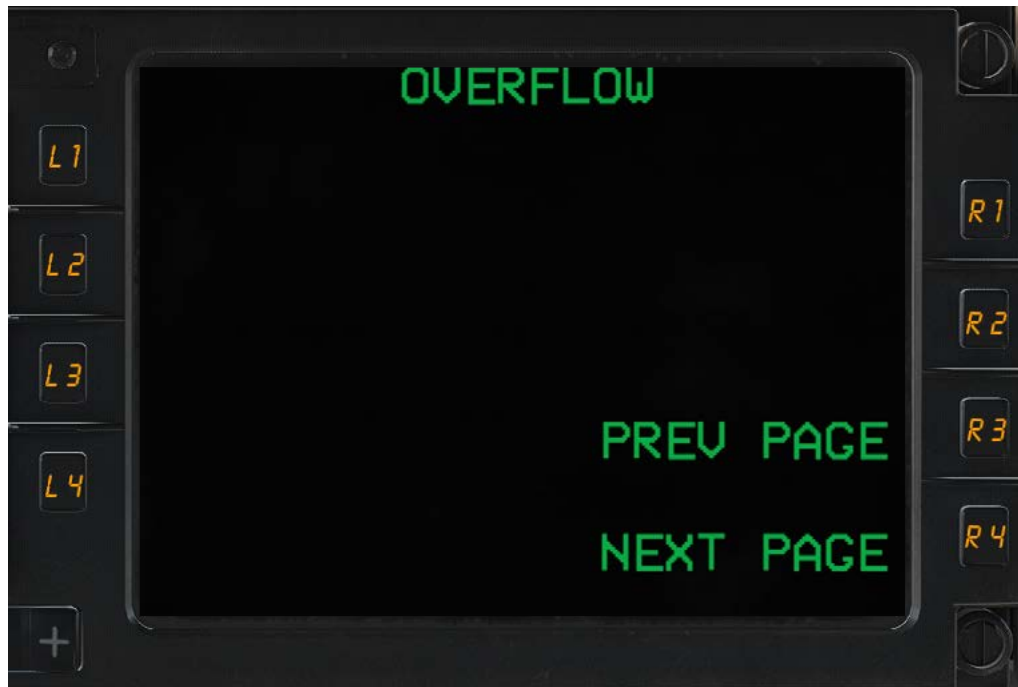 OVERFLOW
L1
R1
L2
R2
L3
PREV PAGE
R3
L4
NEXT PAGE
R4
+